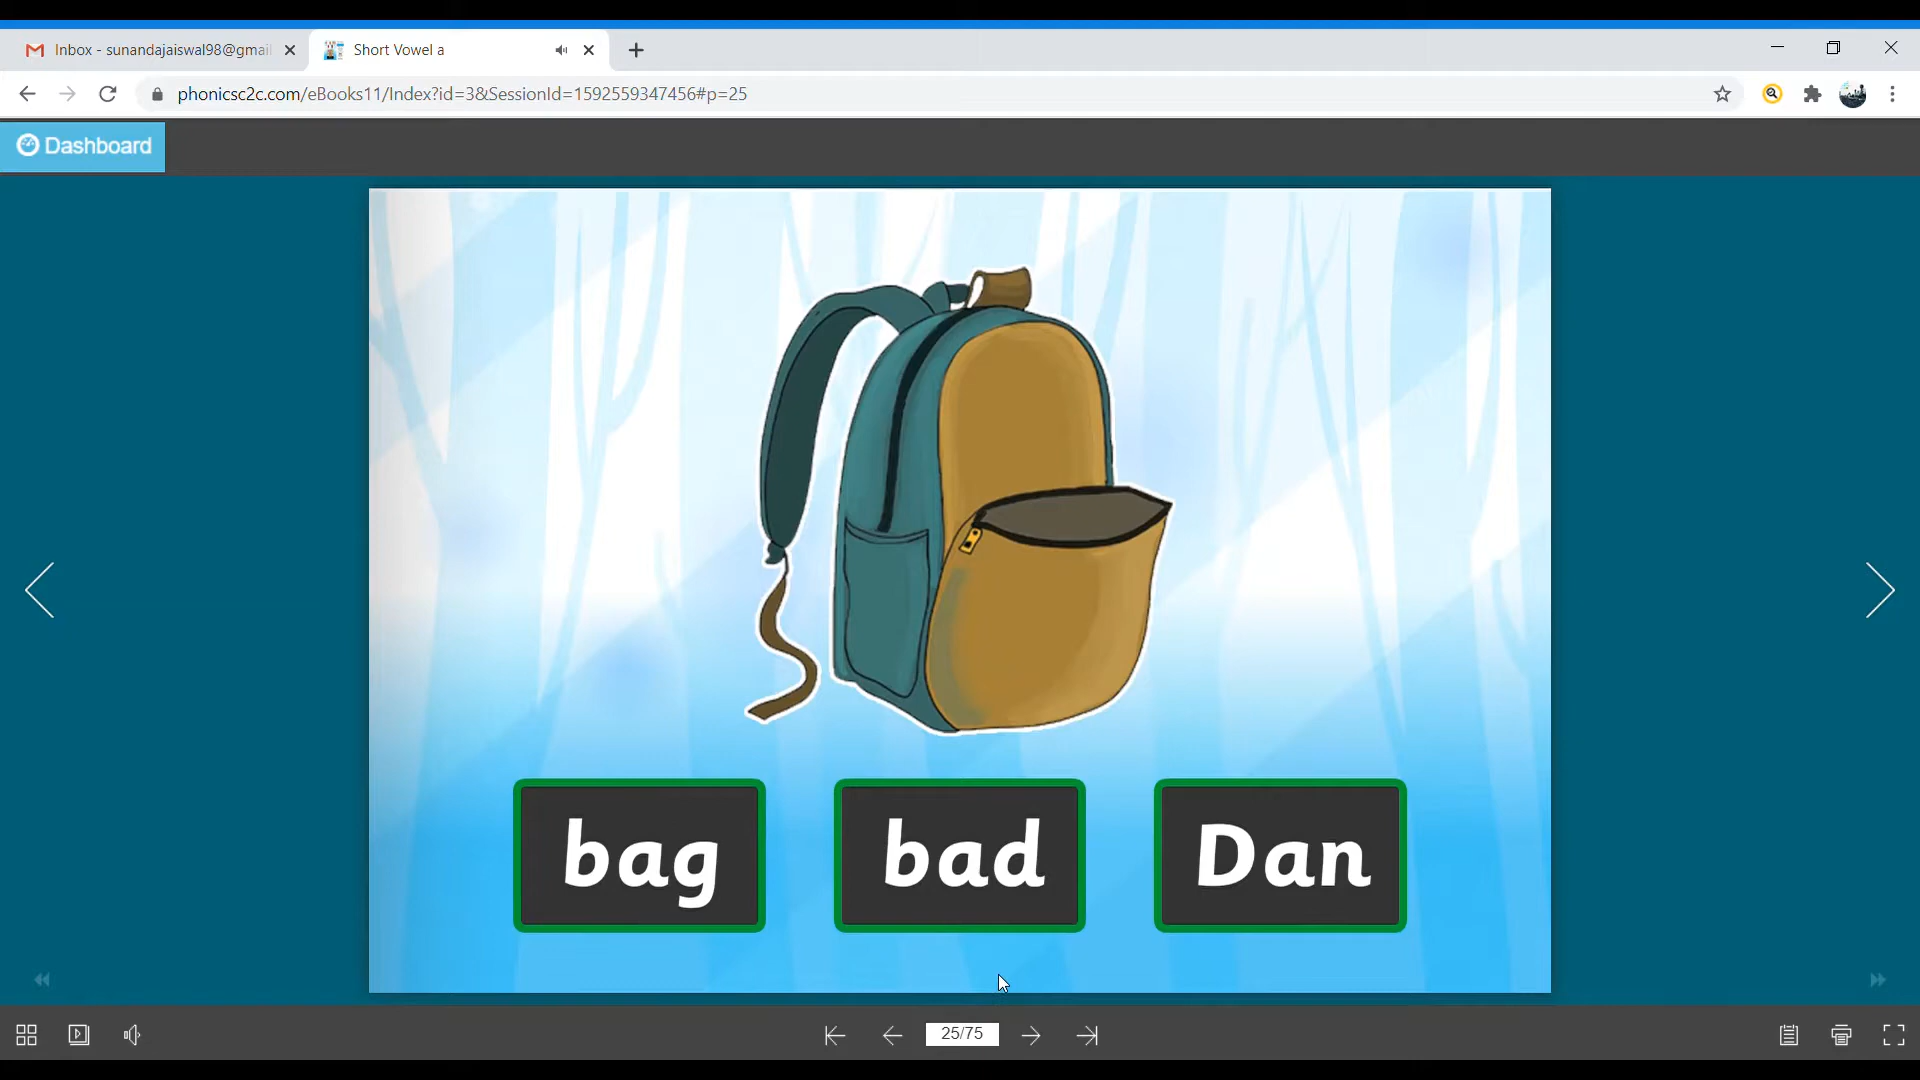 Inbox - sunandajaiswal98@gmai
Short Vowel a
phonicsc2c.com/eBooks11/Index?id=3&SessionId=1592559347456#p=25
Dashboard
bag bad Dan
25/75